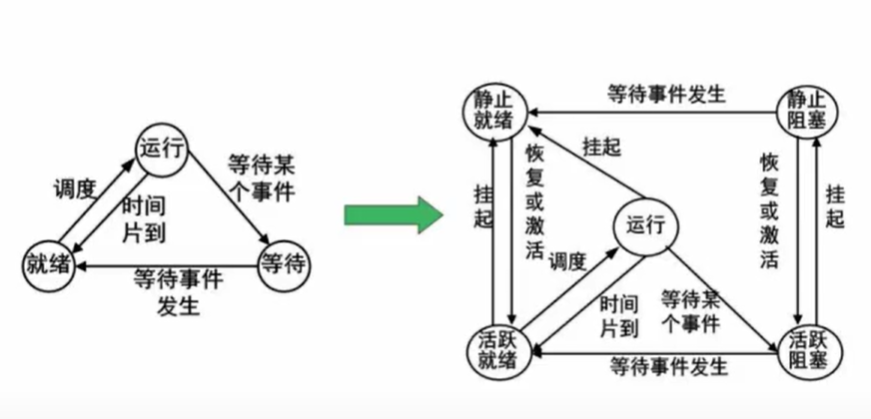 运行
调度
等待某
个事件
时间
片到
就绪
等待
等待事件
发生
静止
就绪
等待事件发生
静止
阻塞
挂起
恢复或激活
挂起
恢复或激活
挂起
运行
调度
时间
片到
等待某
个事件
活跃
就绪
等待事件发生
活跃
阻塞